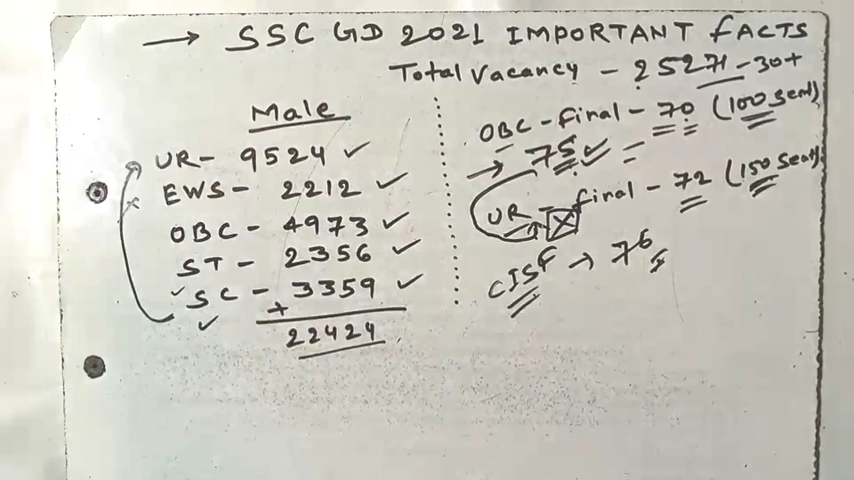 → SSC GD 2021 IMPORTANT FACTS
Total Vacancy - 25271 - 30+
Male
UR - 9524 ✓
EWS - 2212 ✓
OBC - 4973 ✓
ST - 2356 ✓
✓ SC - 3359 ✓
+
22424
OBC - final - 70 (100 Seat)
→ 75 ✓
UR - final - 72 (150 Seat)
CISF → 76